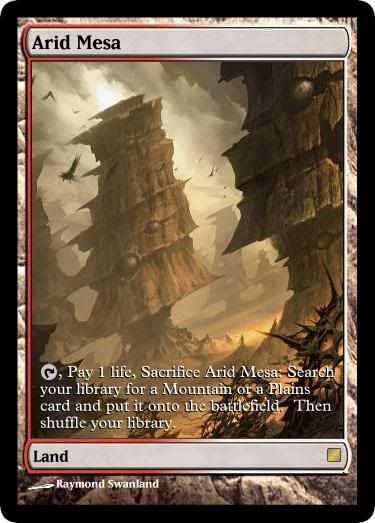 Arid Mesa
, Pay 1 life, Sacrifice Arid Mesa: Search
your library for a Mountain or a Plains
card and put it onto the battlefield. Then
shuffle your library.
Land
Raymond Swanland